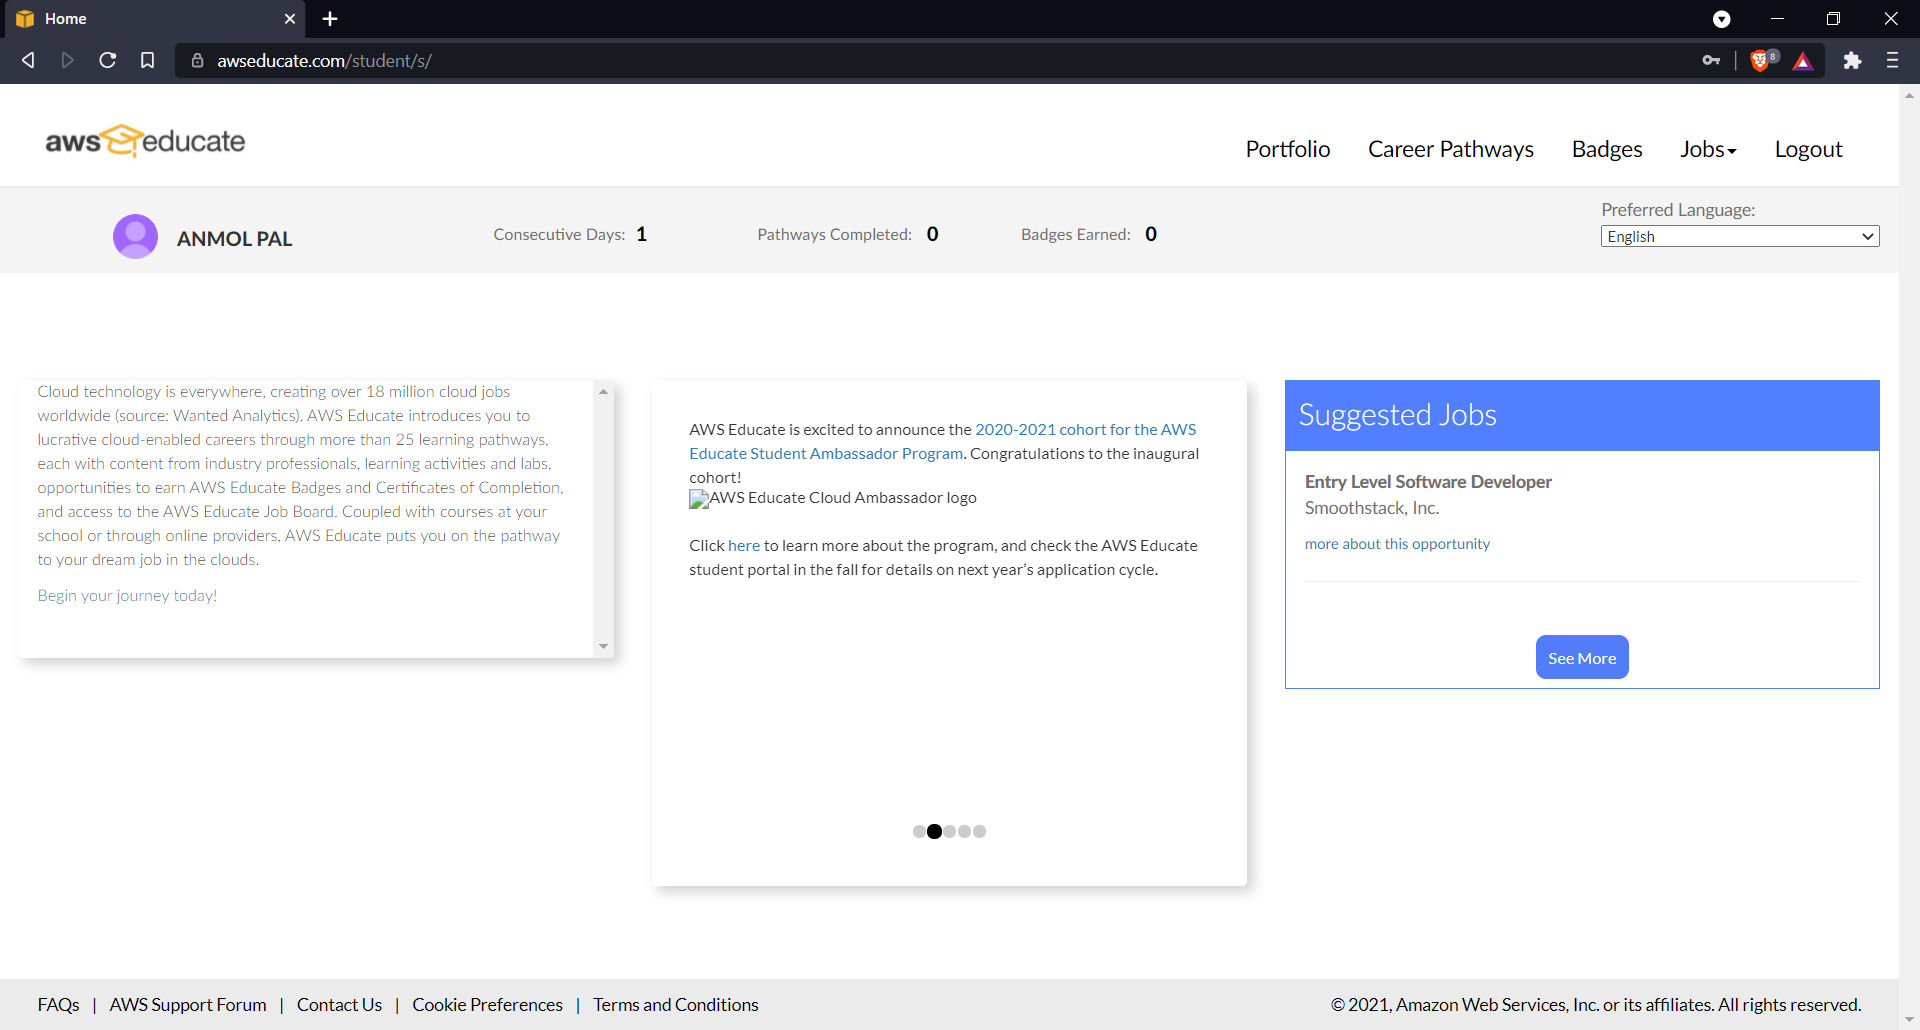 Home
awseducate.com/student/s/
8
aws educate
Portfolio
Career Pathways
Badges
Jobs
Logout
ANMOL PAL
Consecutive Days: 1
Pathways Completed: 0
Badges Earned: 0
Preferred Language:
English
Cloud technology is everywhere, creating over 18 million cloud jobs
worldwide (source: Wanted Analytics). AWS Educate introduces you to
lucrative cloud-enabled careers through more than 25 learning pathways,
each with content from industry professionals, learning activities and labs,
opportunities to earn AWS Educate Badges and Certificates of Completion,
and access to the AWS Educate Job Board. Coupled with courses at your
school or through online providers, AWS Educate puts you on the pathway
to your dream job in the clouds.
Begin your journey today!
AWS Educate is excited to announce the 2020-2021 cohort for the AWS
Educate Student Ambassador Program. Congratulations to the inaugural
cohort!
AWS Educate Cloud Ambassador logo
Click here to learn more about the program, and check the AWS Educate
student portal in the fall for details on next year’s application cycle.
Suggested Jobs
Entry Level Software Developer
Smoothstack, Inc.
more about this opportunity
See More
FAQs | AWS Support Forum | Contact Us | Cookie Preferences | Terms and Conditions
© 2021, Amazon Web Services, Inc. or its affiliates. All rights reserved.